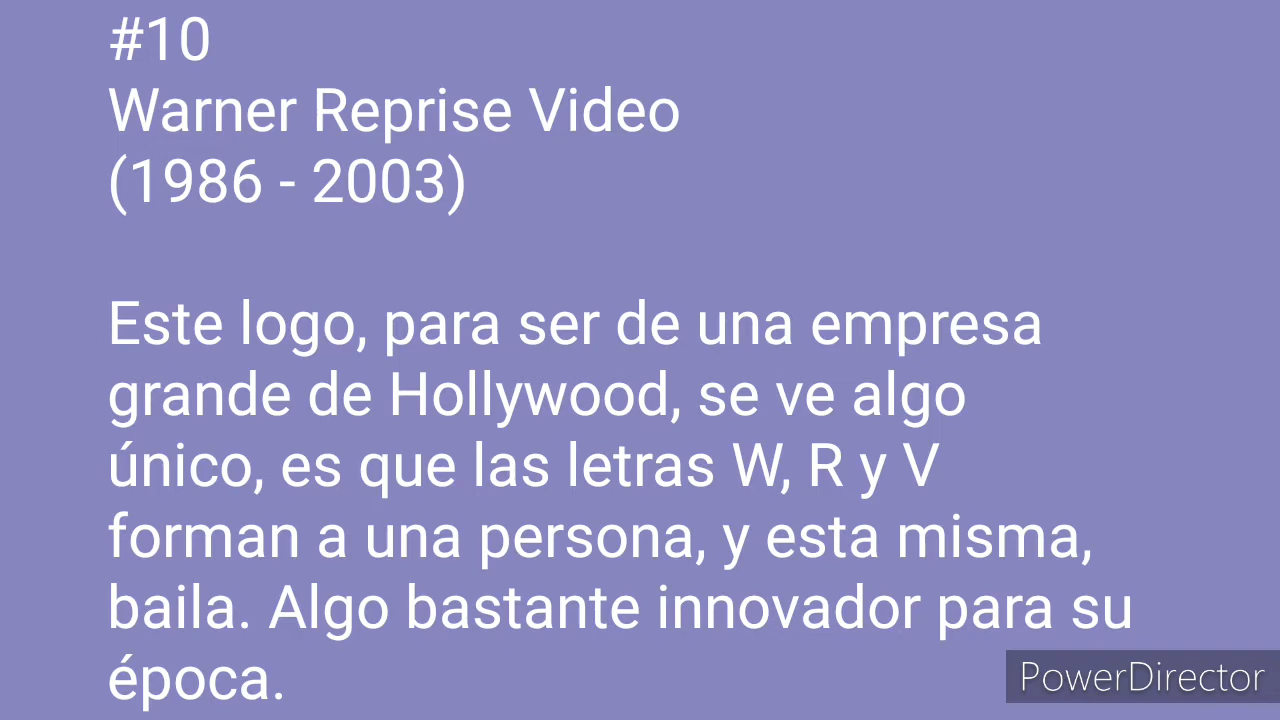 #10
Warner Reprise Video
(1986 - 2003)
Este logo, para ser de una empresa
grande de Hollywood, se ve algo
único, es que las letras W, R y V
forman a una persona, y esta misma,
baila. Algo bastante innovador para su
época.
PowerDirector